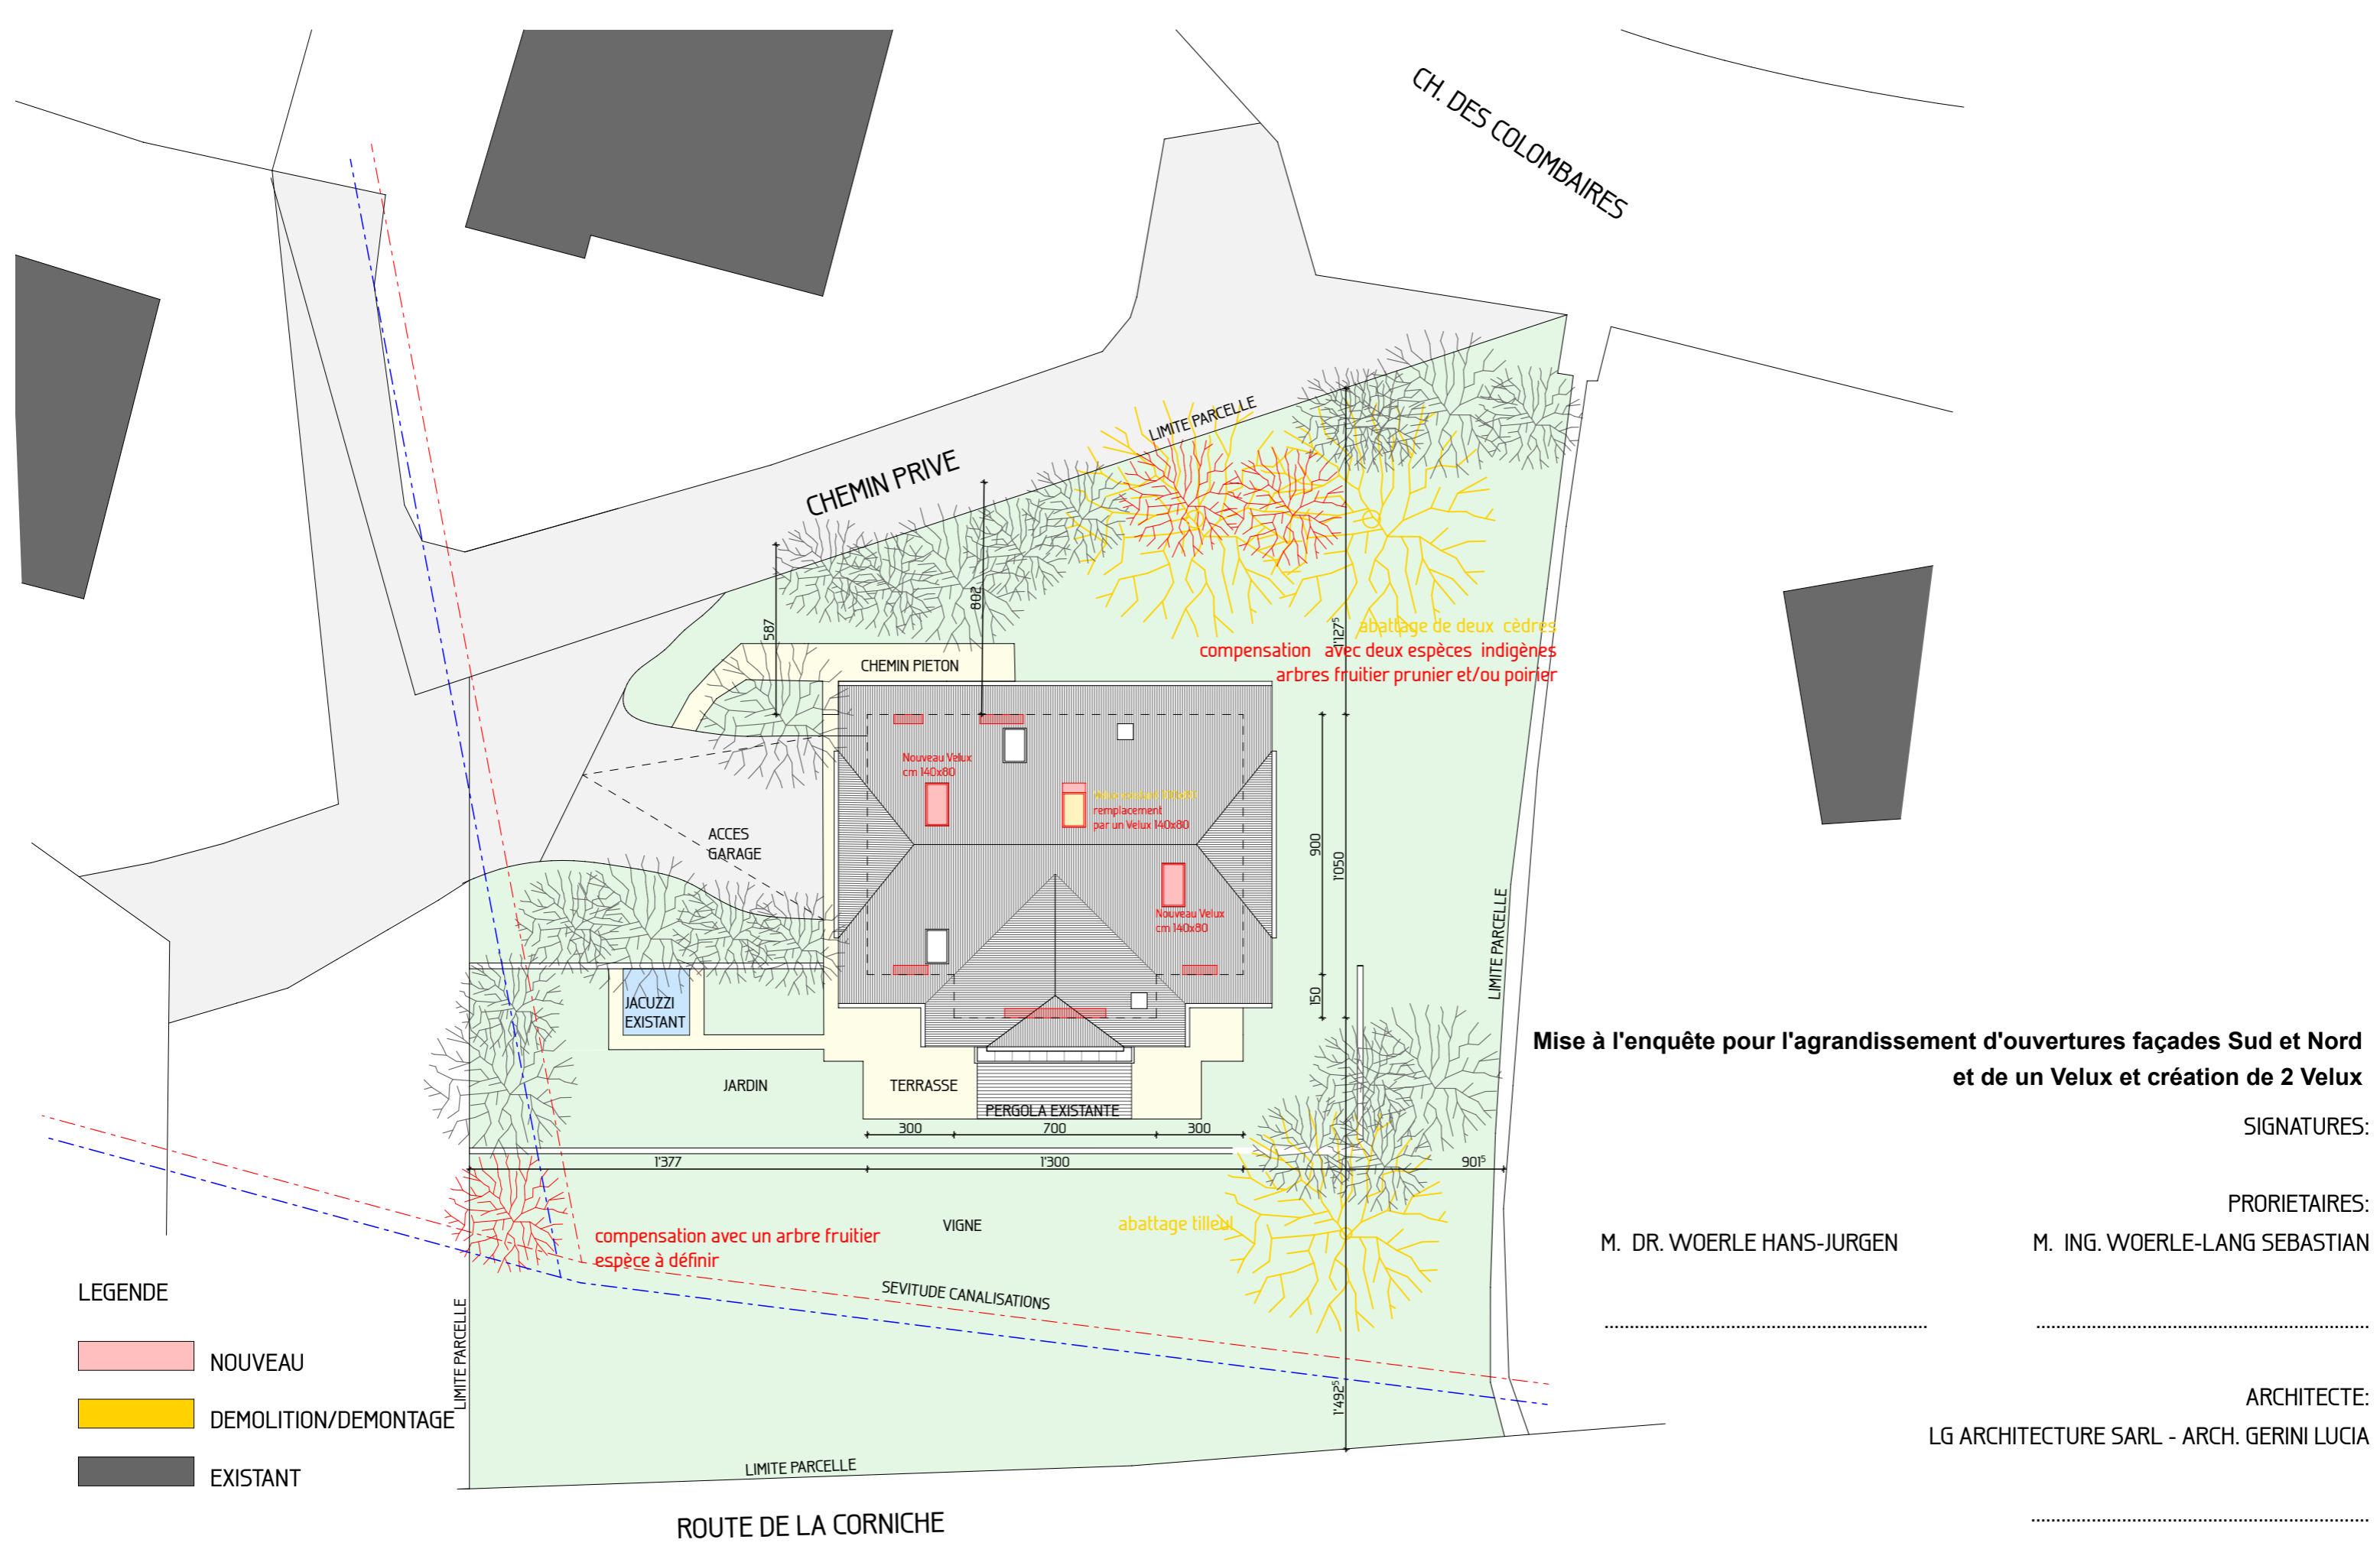 CH. DES COLOMBAIRES
LIMITE PARCELLE
CHEMIN PRIVE
802
587
1'127⁵
abattage de deux cèdres
compensation avec deux espèces indigènes
arbres fruitier prunier et/ou poirier
CHEMIN PIETON
Nouveau Velux
cm 140x80
remplacement
par un Velux 140x80
ACCES
GARAGE
900
1'050
Nouveau Velux
cm 140x80
LIMITE PARCELLE
150
JACUZZI
EXISTANT
JARDIN
TERRASSE
PERGOLA EXISTANTE
300
700
300
1'377
1'300
901⁵
VIGNE
abattage tilleul
compensation avec un arbre fruitier
espèce à définir
SEVITUDE CANALISATIONS
LIMITE PARCELLE
1'492⁵
LIMITE PARCELLE
ROUTE DE LA CORNICHE
LEGENDE
NOUVEAU
DEMOLITION/DEMONTAGE
EXISTANT
Mise à l'enquête pour l'agrandissement d'ouvertures façades Sud et Nord
et de un Velux et création de 2 Velux
SIGNATURES:
PRORIETAIRES:
M. DR. WOERLE HANS-JURGEN
M. ING. WOERLE-LANG SEBASTIAN
ARCHITECTE:
LG ARCHITECTURE SARL - ARCH. GERINI LUCIA